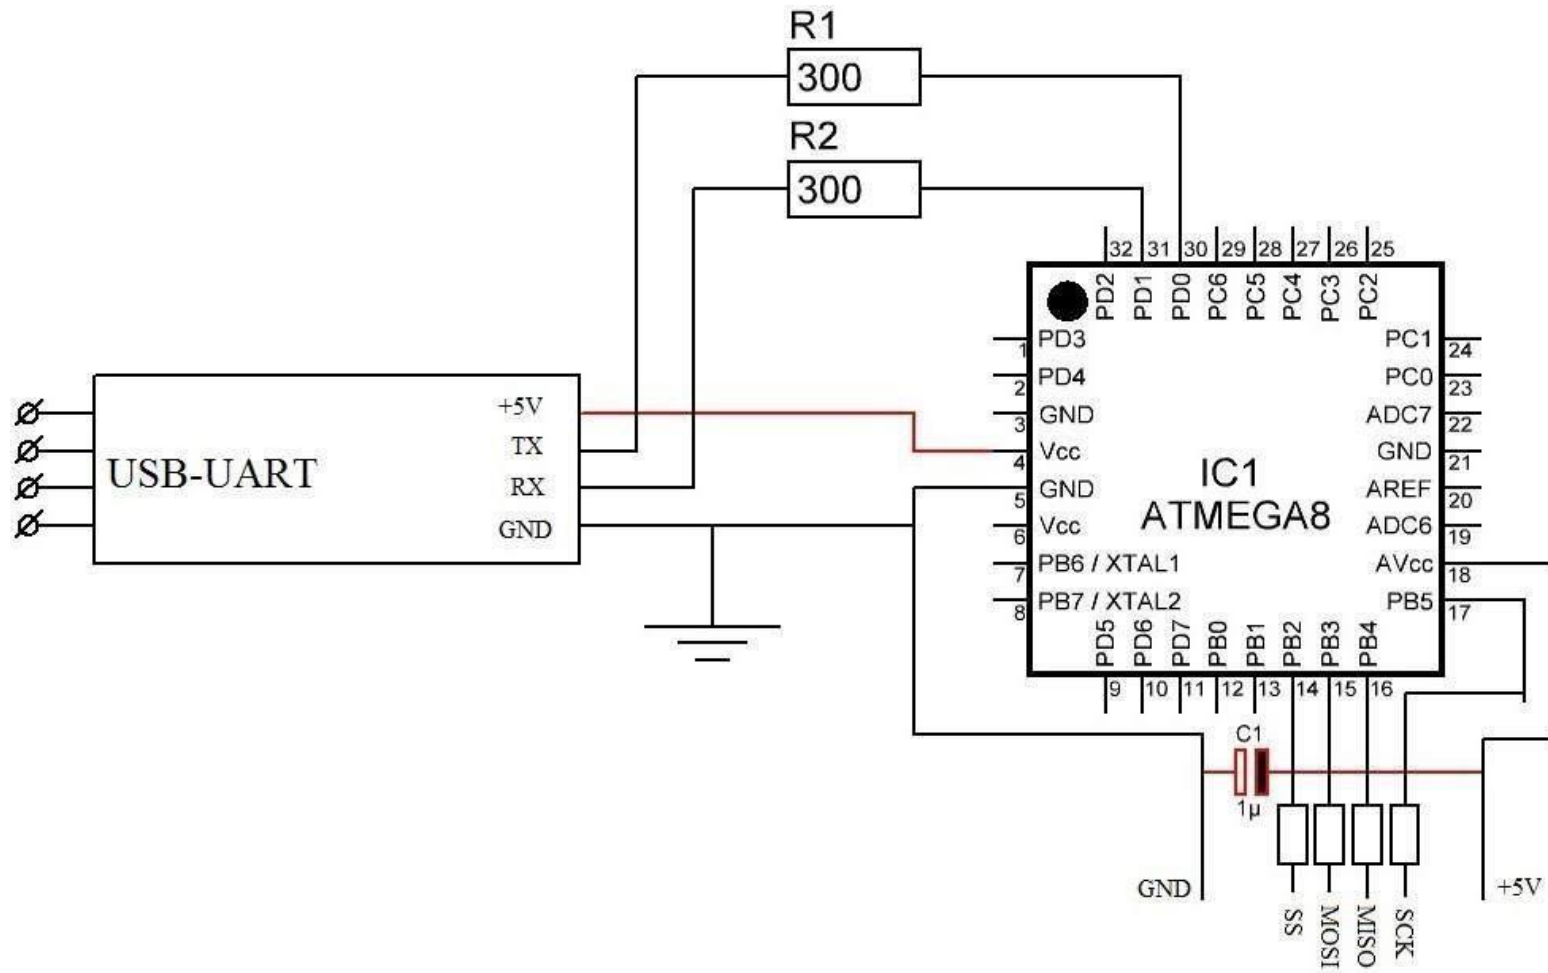 R1
300
R2
300
32 31 30 29 28 27 26 25
PD2 PD1 PD0 PC6 PC5 PC4 PC3 PC2
1 PD3
2 PD4
3 GND
4 Vcc
5 GND
6 Vcc
7 PB6 / XTAL1
8 PB7 / XTAL2
PC1 24
PC0 23
ADC7 22
GND 21
AREF 20
ADC6 19
AVcc 18
PB5 17
IC1
ATMEGA8
USB-UART
+5V
TX
RX
GND
PD5 PD6 PD7 PB0 PB1 PB2 PB3 PB4
9 10 11 12 13 14 15 16
C1
1µ
GND
+5V
SS
MOSI
MISO
SCK